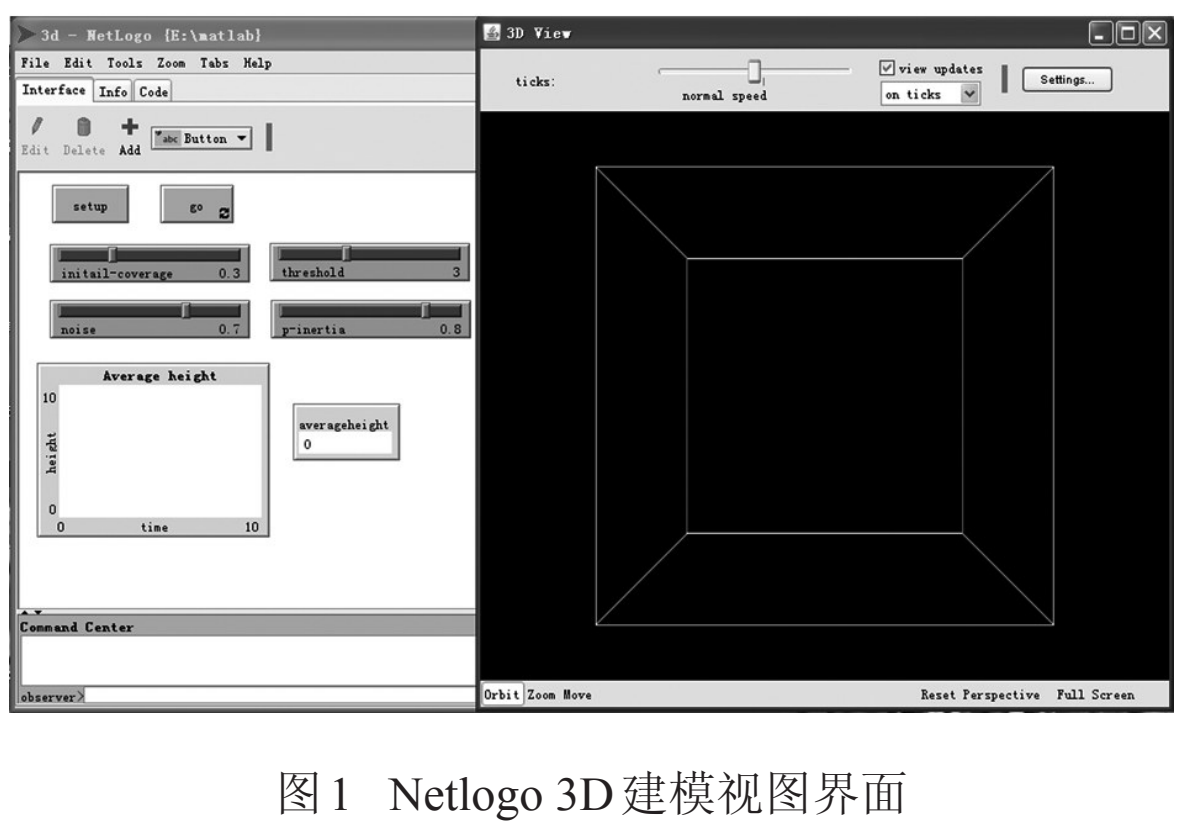 3d - NetLogo {E:\matlab}
File Edit Tools Zoom Tabs Help
Interface Info Code
Edit Delete Add abc Button
setup go
initail-coverage 0.3 threshold 3
noise 0.7 p-inertia 0.8
Average height
10
height
0
0 time 10
averageheight
0
Command Center
observer>
3D View
ticks:
normal speed
view updates
on ticks
Settings...
Orbit Zoom Move Reset Perspective Full Screen
图1 Netlogo 3D建模视图界面